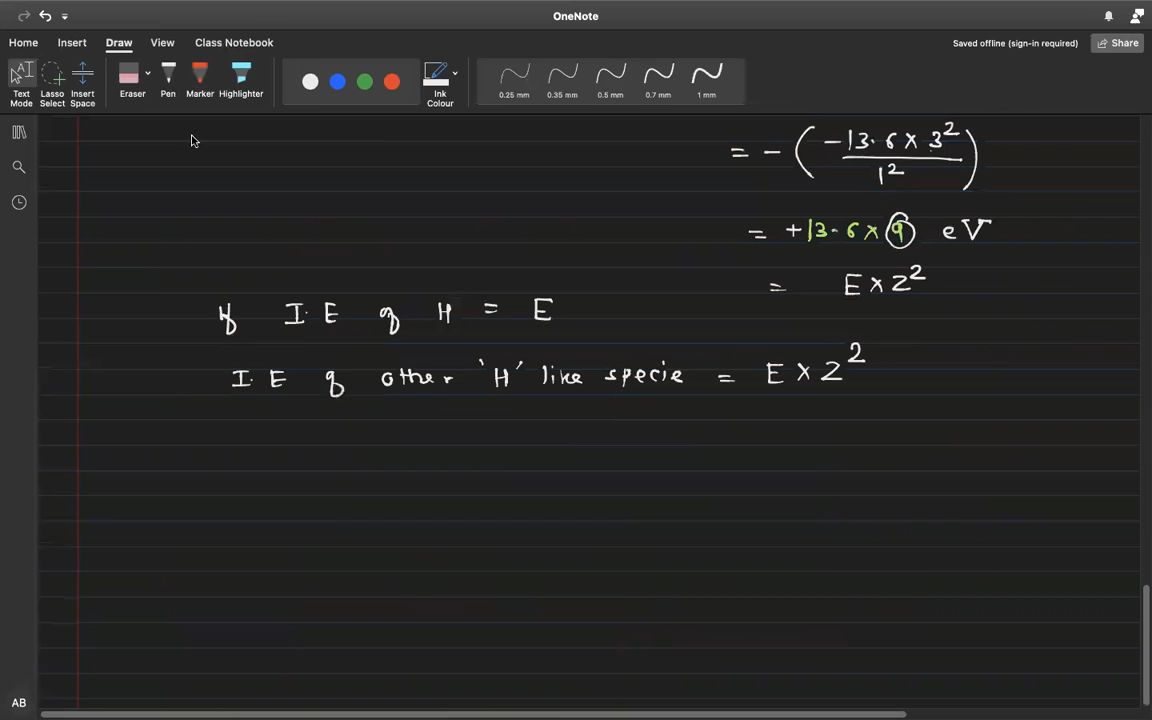 OneNote
Home Insert Draw View Class Notebook
Saved offline (sign-in required) Share
Text Mode Lasso Select Insert Space Eraser Pen Marker Highlighter Ink Colour 0.25 mm 0.35 mm 0.5 mm 0.7 mm 1 mm
= - ( -13.6 × 3² / 1² )
= +13.6 × 9 eV
= E × Z²
If I.E of H = E
I.E of other 'H' like specie = E × Z²
AB